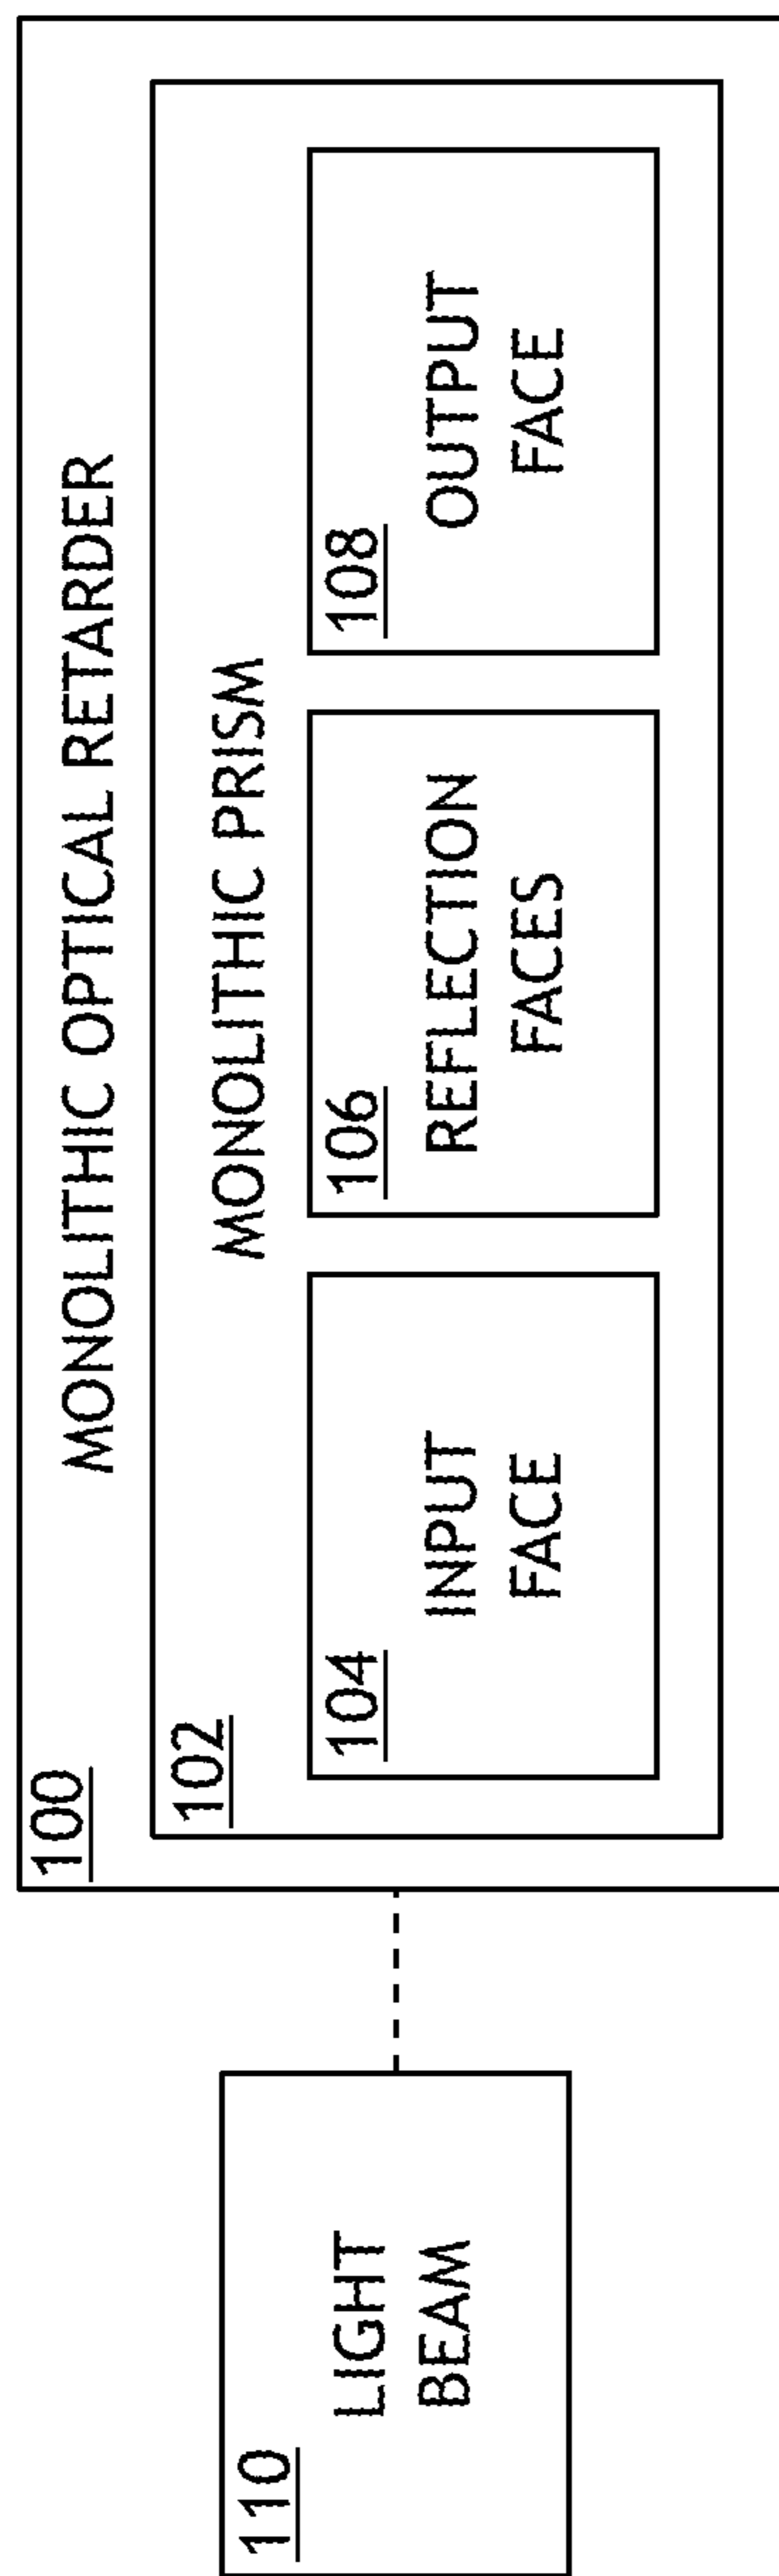 100
MONOLITHIC OPTICAL RETARDER
102
MONOLITHIC PRISM
110
LIGHT
BEAM
104
INPUT
FACE
106
REFLECTION
FACES
108
OUTPUT
FACE